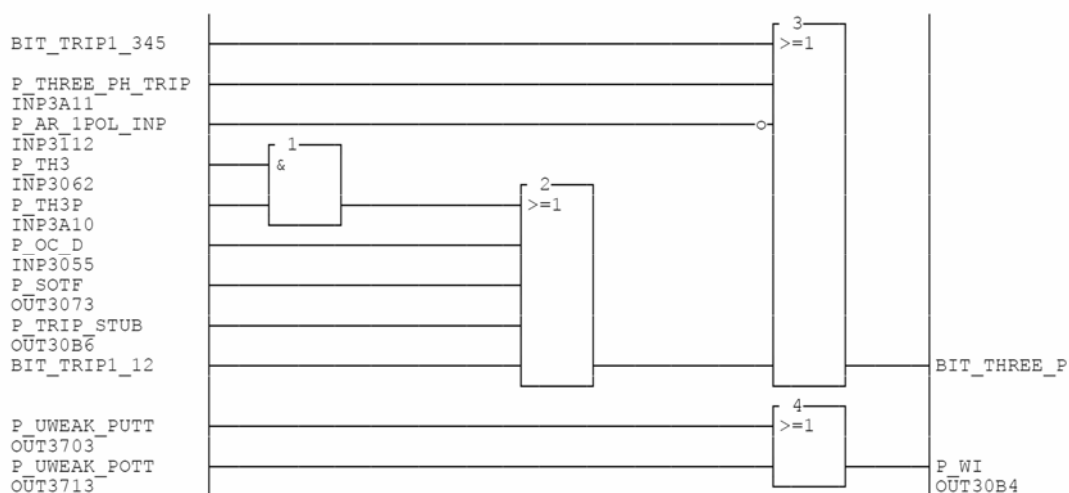 3
BIT_TRIP1_345
>=1
P_THREE_PH_TRIP
INP3A11
P_AR_1POL_INP
INP3112
1
P_TH3
&
INP3062
2
P_TH3P
>=1
INP3A10
P_OC_D
INP3055
P_SOTF
OUT3073
P_TRIP_STUB
OUT30B6
BIT_TRIP1_12
BIT_THREE_P
4
P_UWEAK_PUTT
>=1
OUT3703
P_UWEAK_POTT
P_WI
OUT3713
OUT30B4